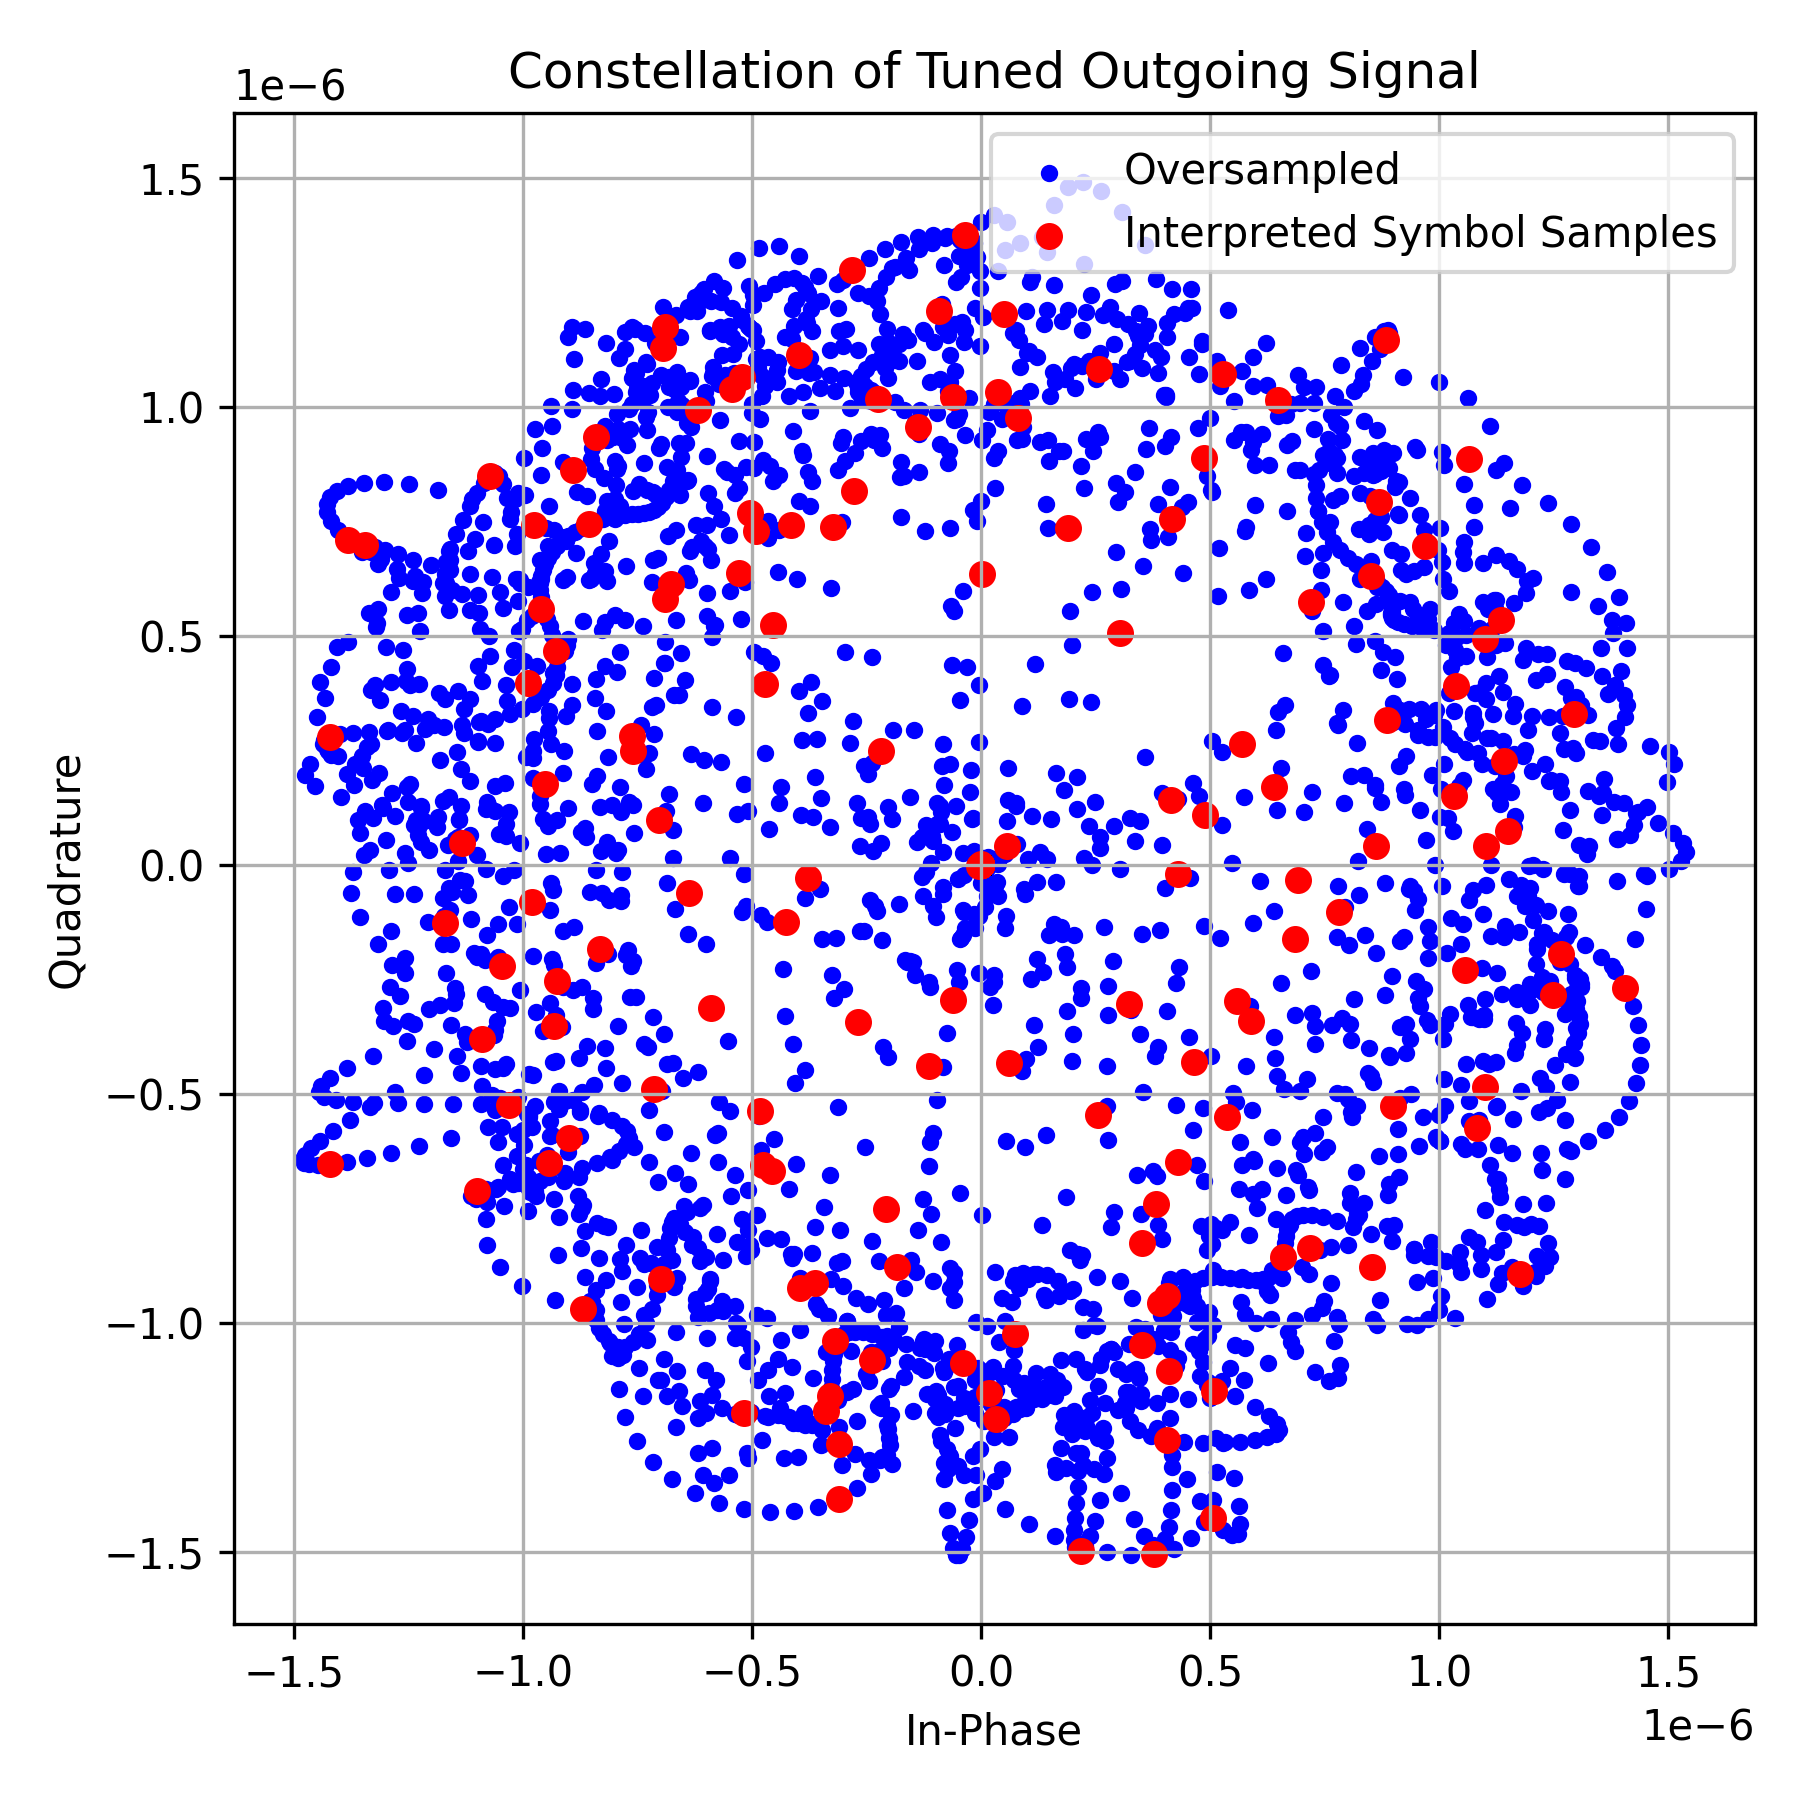 Constellation of Tuned Outgoing Signal
1e−6
Oversampled
Interpreted Symbol Samples
1.5
1.0
0.5
0.0
−0.5
−1.0
−1.5
Quadrature
−1.5 −1.0 −0.5 0.0 0.5 1.0 1.5
In-Phase
1e−6